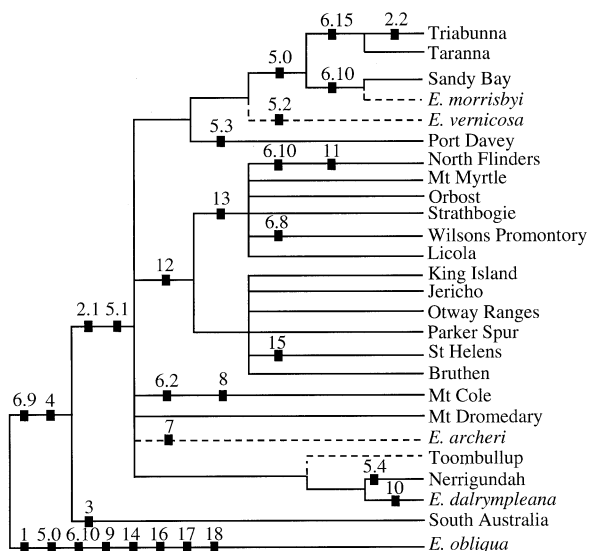 6.15 2.2
Triabunna
Taranna
5.0
6.10
Sandy Bay
E. morrisbyi
5.2
E. vernicosa
5.3
Port Davey
6.10 11
North Flinders
Mt Myrtle
Orbost
13
Strathbogie
6.8
Wilsons Promontory
Licola
12
King Island
Jericho
2.1 5.1
Otway Ranges
Parker Spur
15
St Helens
Bruthen
6.9 4
6.2 8
Mt Cole
Mt Dromedary
7
E. archeri
Toombullup
5.4
Nerrigundah
10
E. dalrympleana
3
South Australia
1 5.0 6.10 9 14 16 17 18
E. obliqua